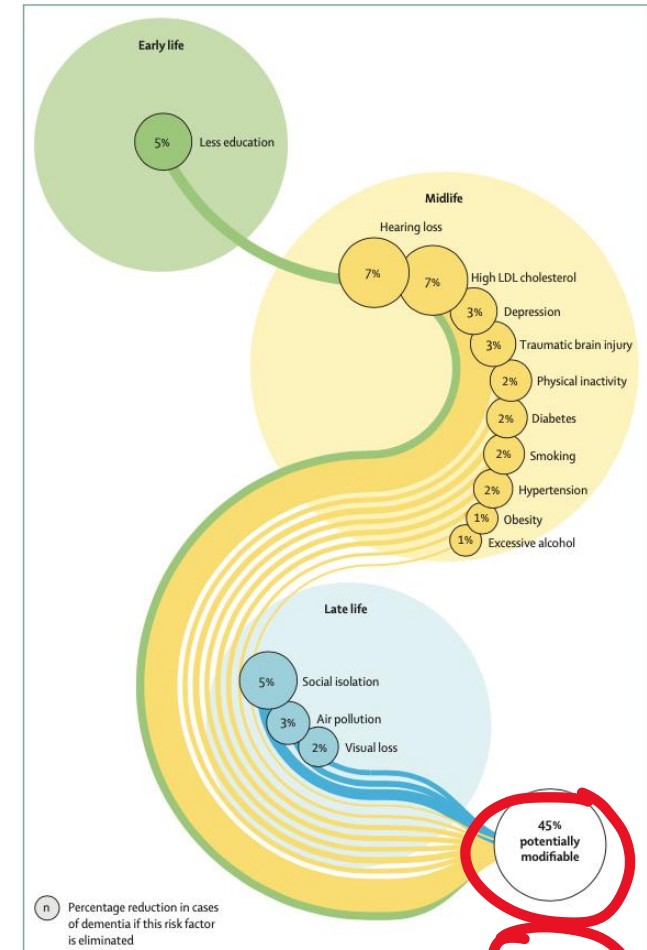 Early life
5%
Less education
Midlife
Hearing loss
7%
7%
High LDL cholesterol
3%
Depression
3%
Traumatic brain injury
2%
Physical inactivity
2%
Diabetes
2%
Smoking
2%
Hypertension
1%
Obesity
1%
Excessive alcohol
Late life
5%
Social isolation
3%
Air pollution
2%
Visual loss
45%
potentially
modifiable
n
Percentage reduction in cases
of dementia if this risk factor
is eliminated